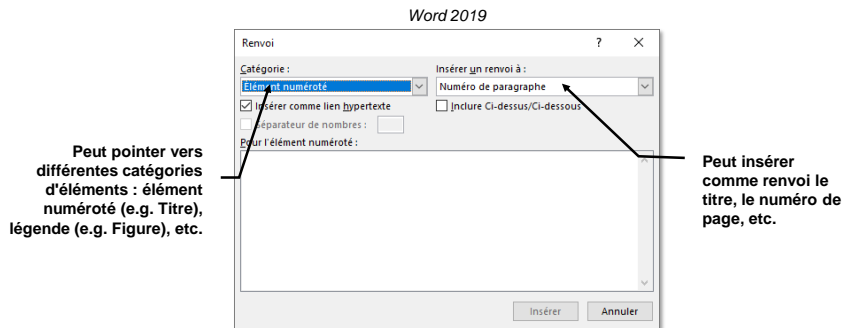 Word 2019
Renvoi ? ×
Catégorie :
Insérer un renvoi à :
Élément numéroté
Numéro de paragraphe
Insérer comme lien hypertexte
Inclure Ci-dessus/Ci-dessous
Séparateur de nombres :
Pour l'élément numéroté :
Peut pointer vers
différentes catégories
d'éléments : élément
numéroté (e.g. Titre),
légende (e.g. Figure), etc.
Peut insérer
comme renvoi le
titre, le numéro de
page, etc.
Insérer
Annuler